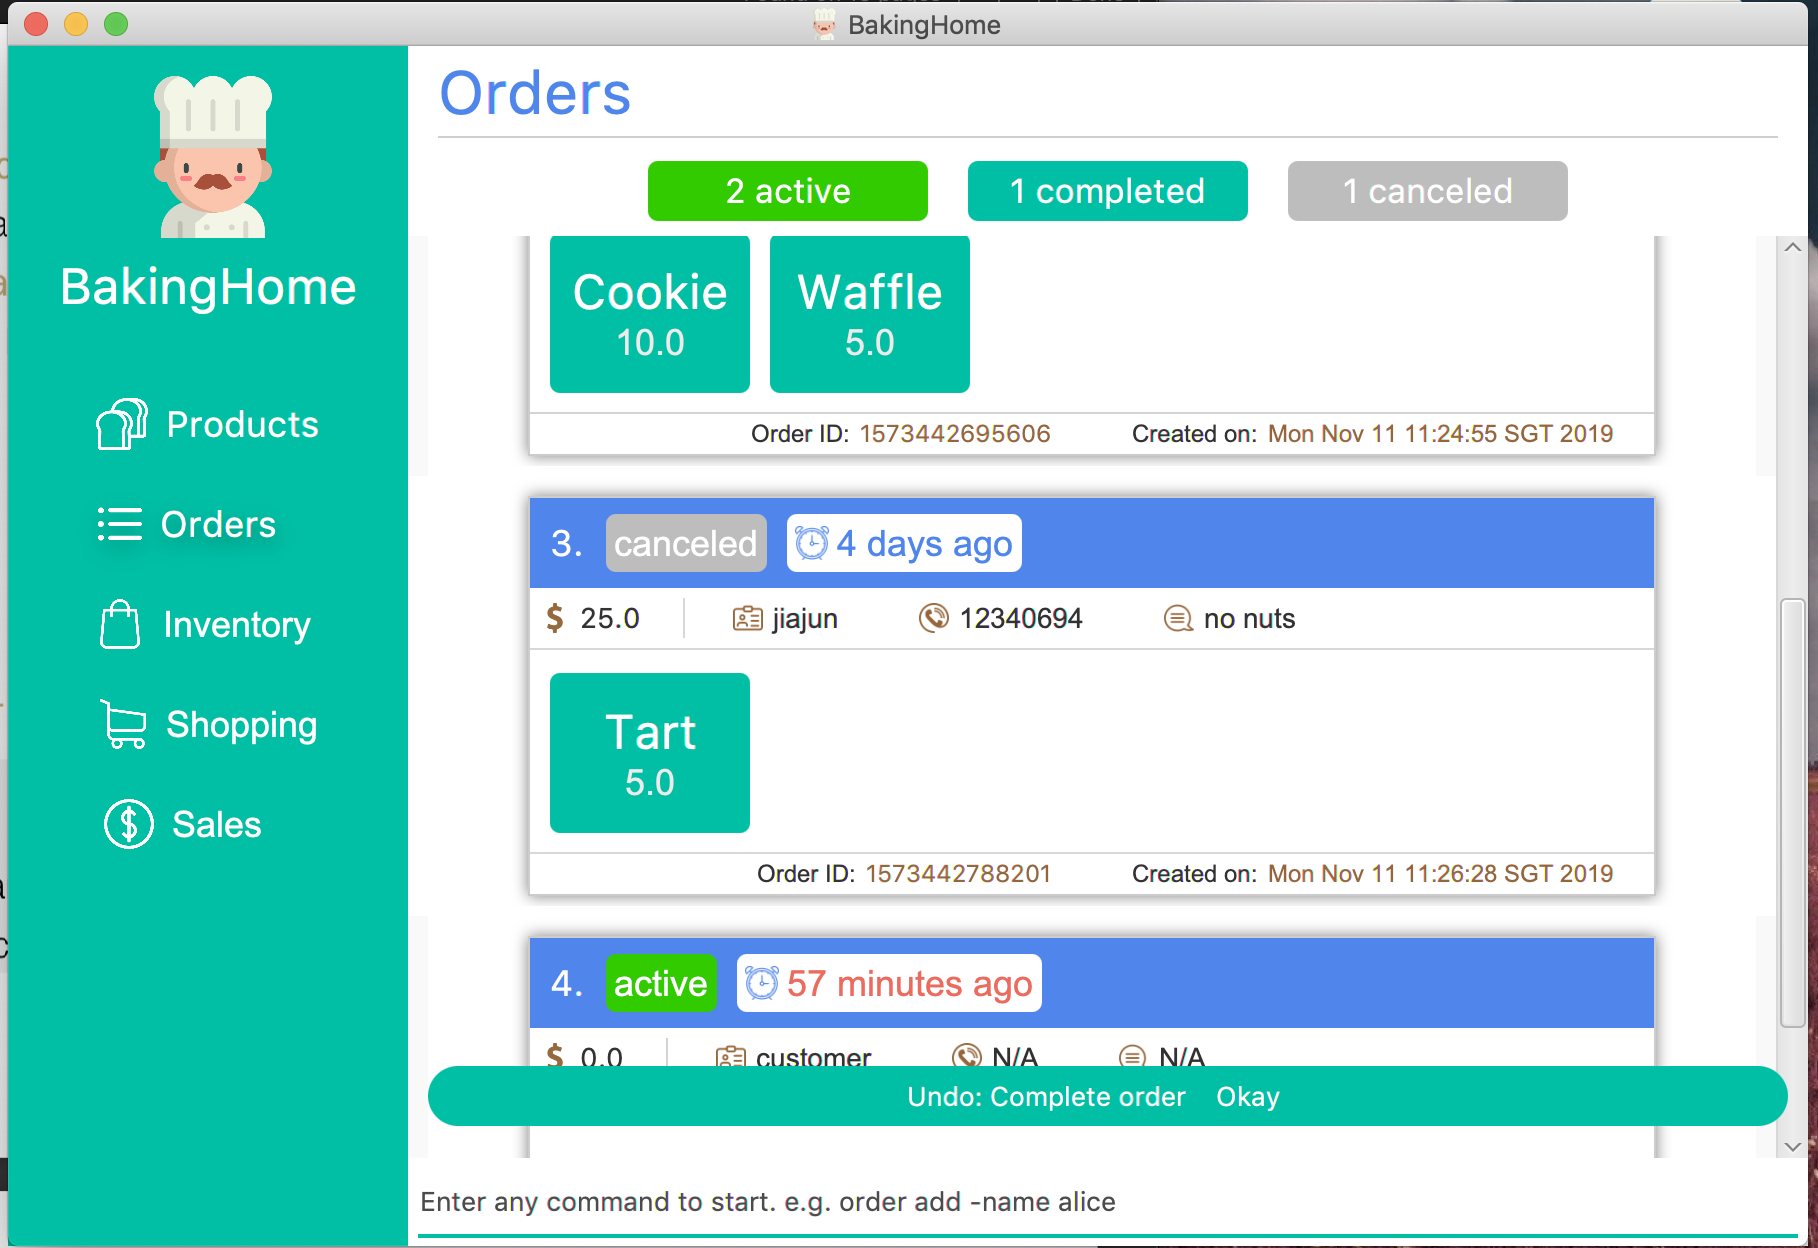 BakingHome
BakingHome
Products
Orders
Inventory
Shopping
Sales
Orders
2 active
1 completed
1 canceled
Cookie
10.0
Waffle
5.0
Order ID: 1573442695606 Created on: Mon Nov 11 11:24:55 SGT 2019
3. canceled 4 days ago
$ 25.0 jiajun 12340694 no nuts
Tart
5.0
Order ID: 1573442788201 Created on: Mon Nov 11 11:26:28 SGT 2019
4. active 57 minutes ago
$ 0.0 customer N/A N/A
Undo: Complete order Okay
Enter any command to start. e.g. order add -name alice